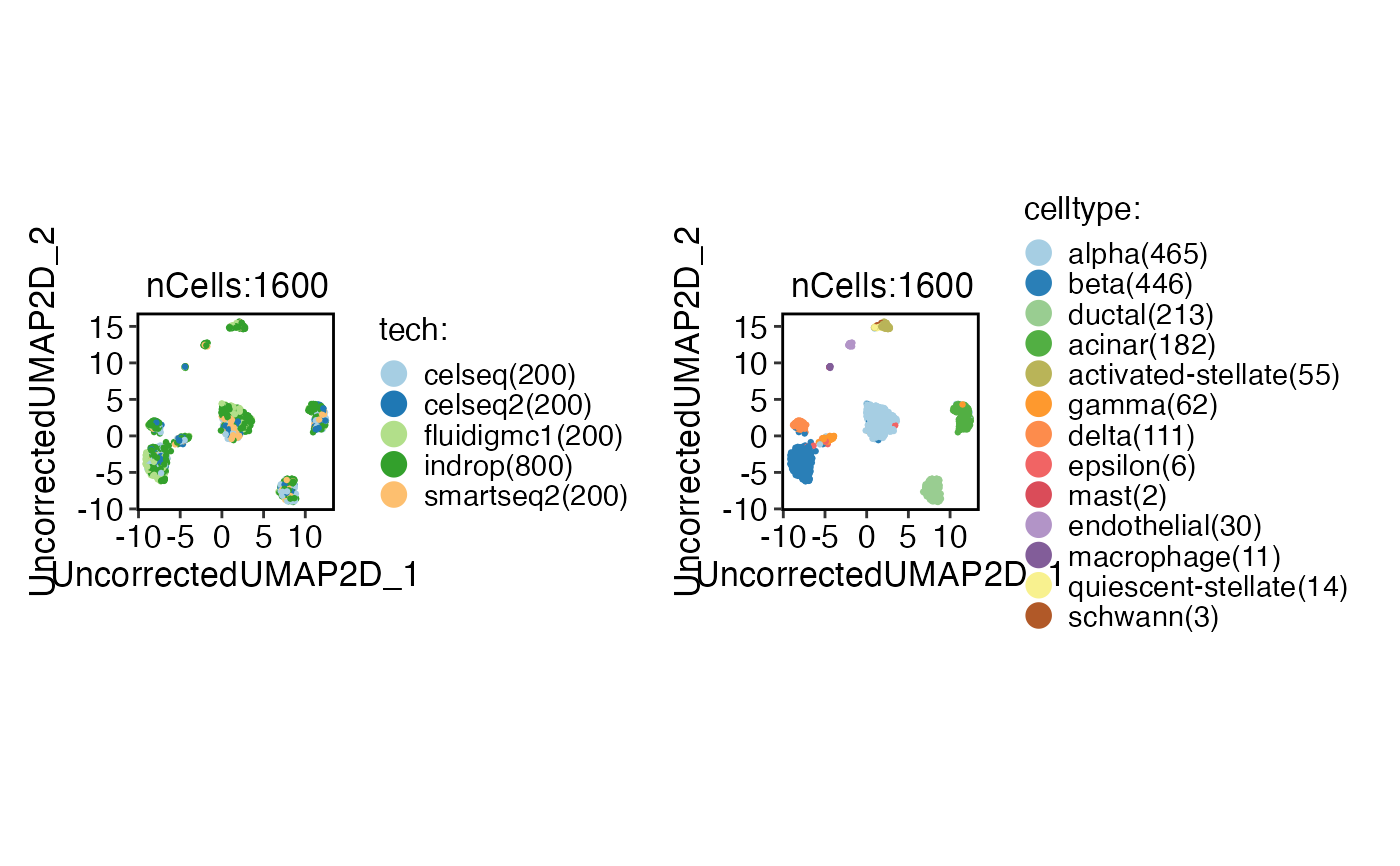 nCells:1600
UncorrectedUMAP2D_2
15
10
5
0
-5
-10
-10 -5 0 5 10
UncorrectedUMAP2D_1
tech:
celseq(200)
celseq2(200)
fluidigmc1(200)
indrop(800)
smartseq2(200)
nCells:1600
UncorrectedUMAP2D_2
15
10
5
0
-5
-10
-10 -5 0 5 10
UncorrectedUMAP2D_1
celltype:
alpha(465)
beta(446)
ductal(213)
acinar(182)
activated-stellate(55)
gamma(62)
delta(111)
epsilon(6)
mast(2)
endothelial(30)
macrophage(11)
quiescent-stellate(14)
schwann(3)